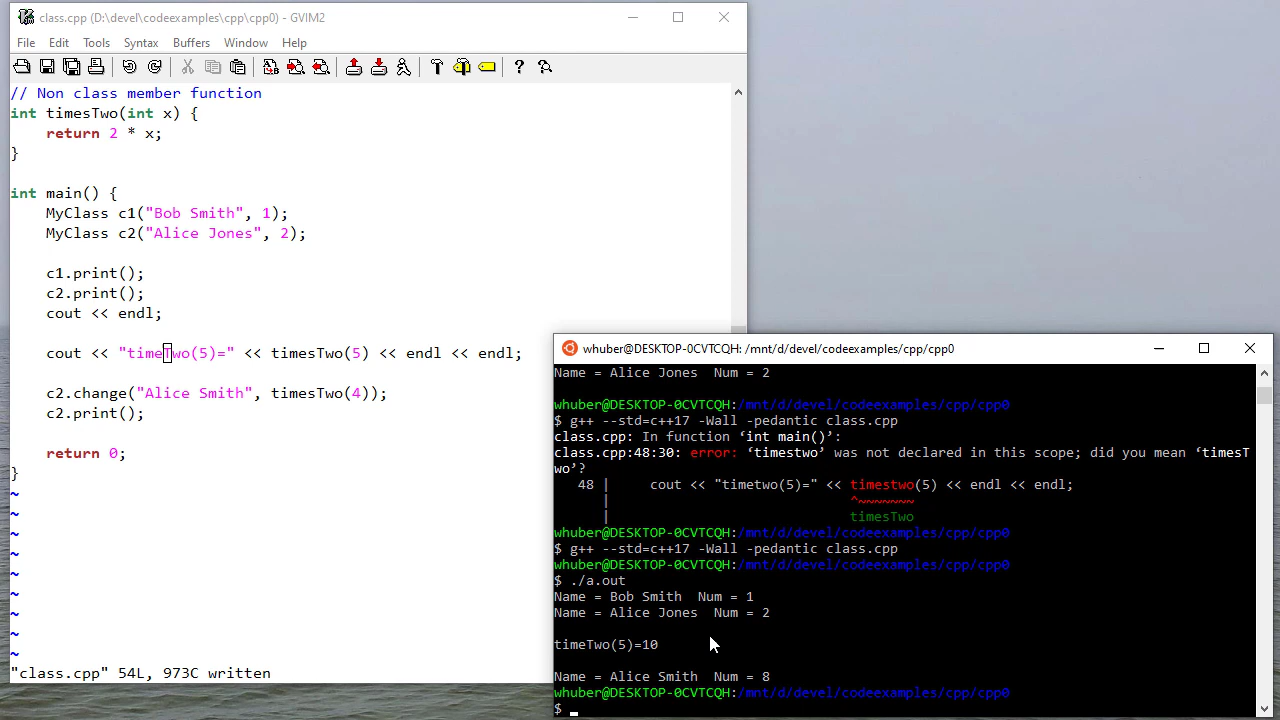 class.cpp (D:\devel\codeexamples\cpp\cpp0) - GVIM2
File Edit Tools Syntax Buffers Window Help
// Non class member function
int timesTwo(int x) {
    return 2 * x;
}
int main() {
    MyClass c1("Bob Smith", 1);
    MyClass c2("Alice Jones", 2);
    c1.print();
    c2.print();
    cout << endl;
    cout << "timeTwo(5)=" << timesTwo(5) << endl << endl;
    c2.change("Alice Smith", timesTwo(4));
    c2.print();
    return 0;
}
~
~
~
~
~
~
~
~
~
"class.cpp" 54L, 973C written
whuber@DESKTOP-0CVTCQH: /mnt/d/devel/codeexamples/cpp/cpp0
Name = Alice Jones  Num = 2
whuber@DESKTOP-0CVTCQH:/mnt/d/devel/codeexamples/cpp/cpp0
$ g++ --std=c++17 -Wall -pedantic class.cpp
class.cpp: In function ‘int main()’:
class.cpp:48:30: error: ‘timestwo’ was not declared in this scope; did you mean ‘timesT
wo’?
   48 |     cout << "timetwo(5)=" << timestwo(5) << endl << endl;
      |                              ^~~~~~~~
      |                              timesTwo
whuber@DESKTOP-0CVTCQH:/mnt/d/devel/codeexamples/cpp/cpp0
$ g++ --std=c++17 -Wall -pedantic class.cpp
whuber@DESKTOP-0CVTCQH:/mnt/d/devel/codeexamples/cpp/cpp0
$ ./a.out
Name = Bob Smith  Num = 1
Name = Alice Jones  Num = 2
timeTwo(5)=10
Name = Alice Smith  Num = 8
whuber@DESKTOP-0CVTCQH:/mnt/d/devel/codeexamples/cpp/cpp0
$